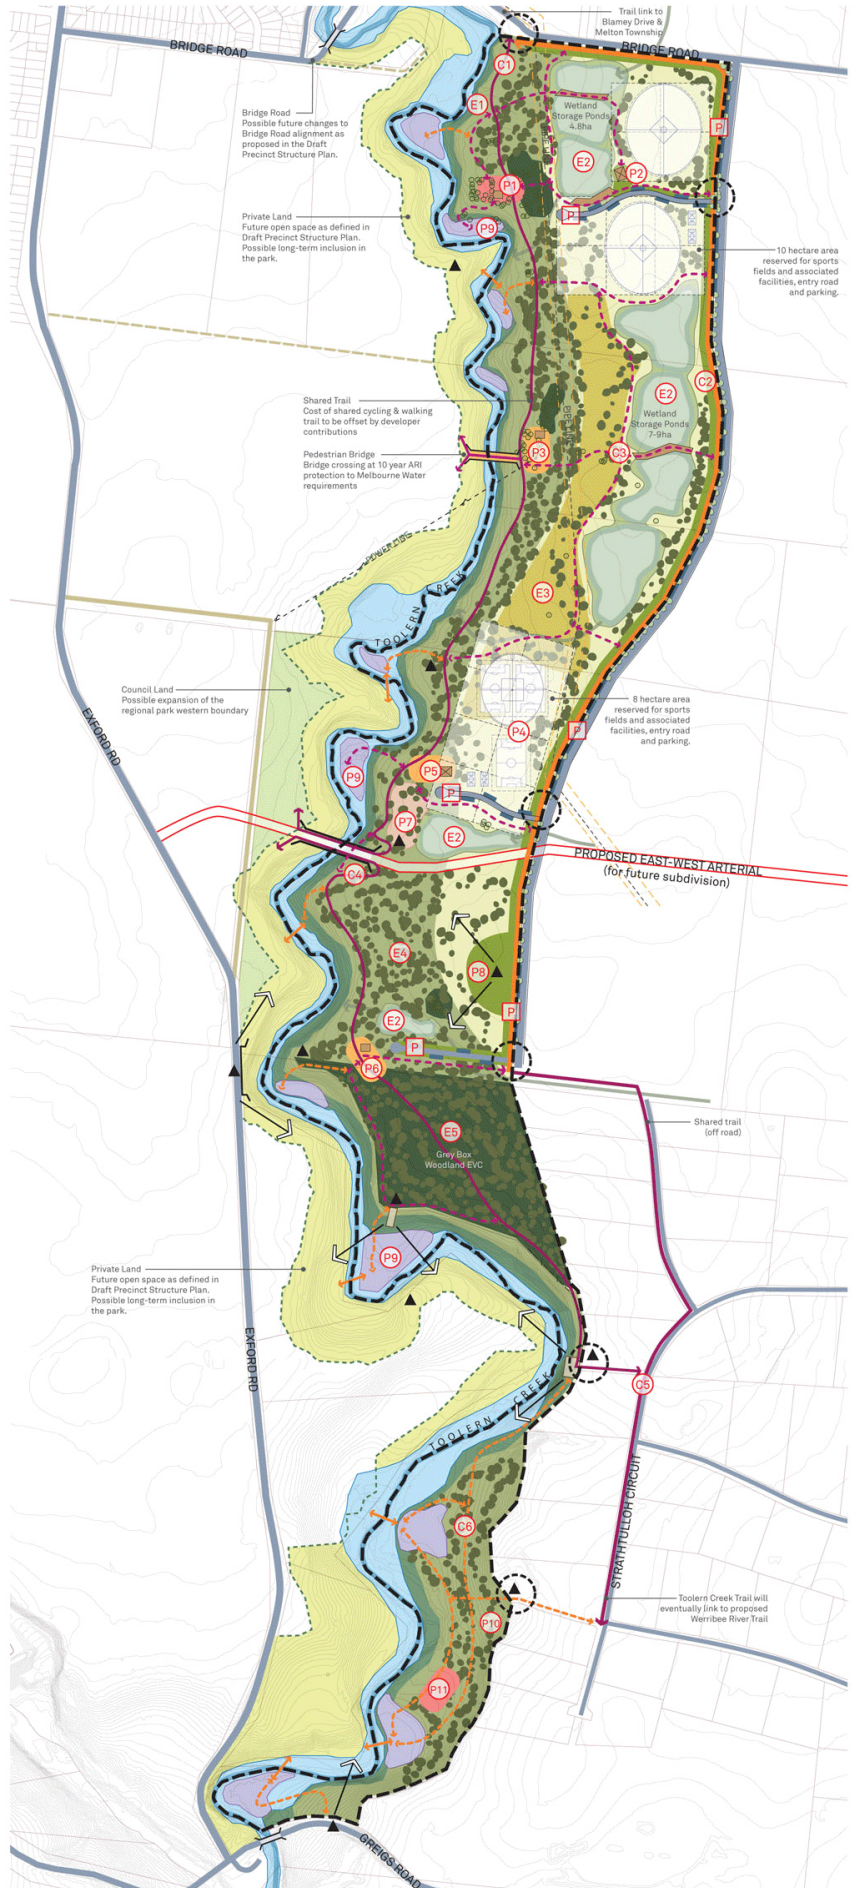 Trail link to
Blamey Drive &
Melton Township
BRIDGE ROAD
BRIDGE ROAD
C1
E1
Wetland
Storage Ponds
4.8ha
P
Bridge Road
Possible future changes to
Bridge Road alignment as
proposed in the Draft
Precinct Structure Plan.
E2
P2
P1
P
Private Land
Future open space as defined in
Draft Precinct Structure Plan.
Possible long-term inclusion in
the park.
P9
10 hectare area
reserved for sports
fields and associated
facilities, entry road
and parking.
C2
E2
Wetland
Storage Ponds
7-9ha
Shared Trail
Cost of shared cycling & walking
trail to be offset by developer
contributions
PIPE LINE
Pedestrian Bridge
Bridge crossing at 10 year ARI
protection to Melbourne Water
requirements
P3
C3
POWER LINE
TOOLERN CREEK
E3
Council Land
Possible expansion of the
regional park western boundary
8 hectare area
reserved for sports
fields and associated
facilities, entry road
and parking.
EXFORD RD
P4
P
P9
P5
P
P7
E2
PROPOSED EAST-WEST ARTERIAL
(for future subdivision)
C4
E4
P8
E2
P
P
P6
E5
Grey Box
Woodland EVC
Shared trail
(off road)
P9
Private Land
Future open space as defined in
Draft Precinct Structure Plan.
Possible long-term inclusion in
the park.
EXFORD RD
C5
TOOLERN CREEK
STRATHTULLOH CIRCUIT
C6
Toolern Creek Trail will
eventually link to proposed
Werribee River Trail
P10
P11
GREIGS ROAD